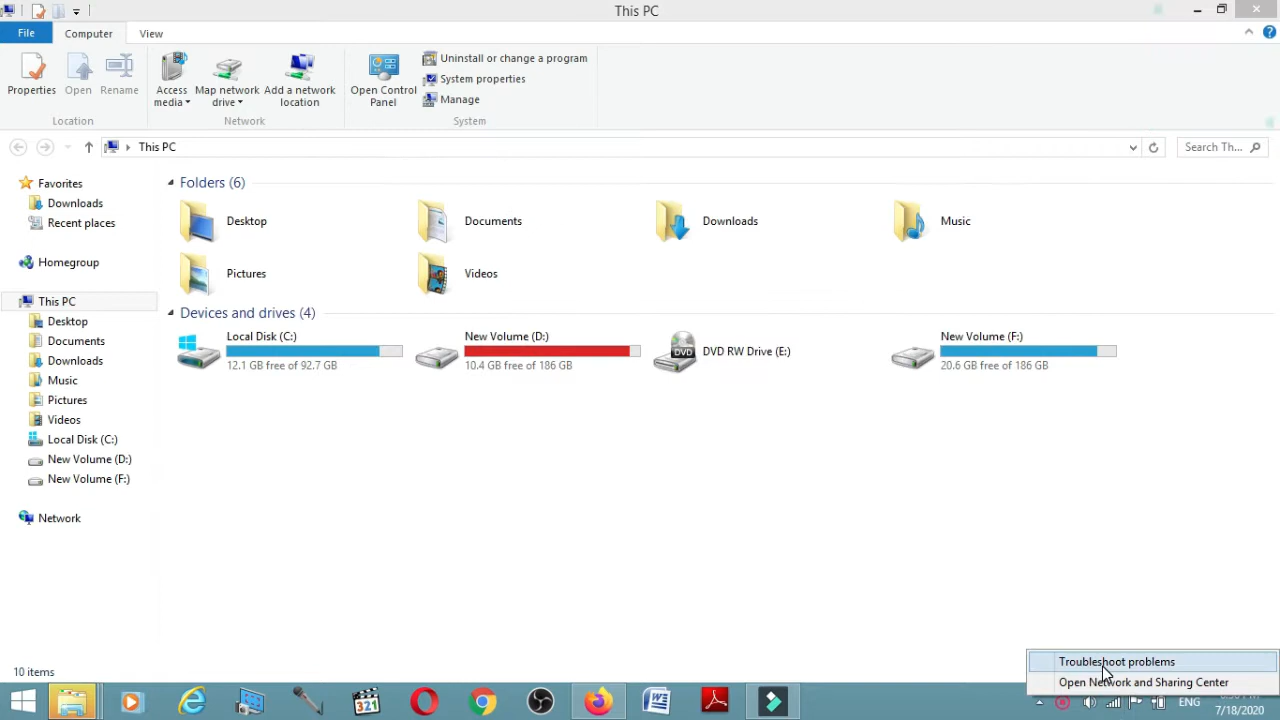 This PC
File
Computer
View
Properties
Open
Rename
Access media
Map network drive
Add a network location
Open Control Panel
Uninstall or change a program
System properties
Manage
Location
Network
System
This PC
Search Th...
Favorites
Downloads
Recent places
Homegroup
This PC
Desktop
Documents
Downloads
Music
Pictures
Videos
Local Disk (C:)
New Volume (D:)
New Volume (F:)
Network
Folders (6)
Desktop
Documents
Downloads
Music
Pictures
Videos
Devices and drives (4)
Local Disk (C:)
12.1 GB free of 92.7 GB
New Volume (D:)
10.4 GB free of 186 GB
DVD
DVD RW Drive (E:)
New Volume (F:)
20.6 GB free of 186 GB
10 items
Troubleshoot problems
Open Network and Sharing Center
321
ENG
7/18/2020